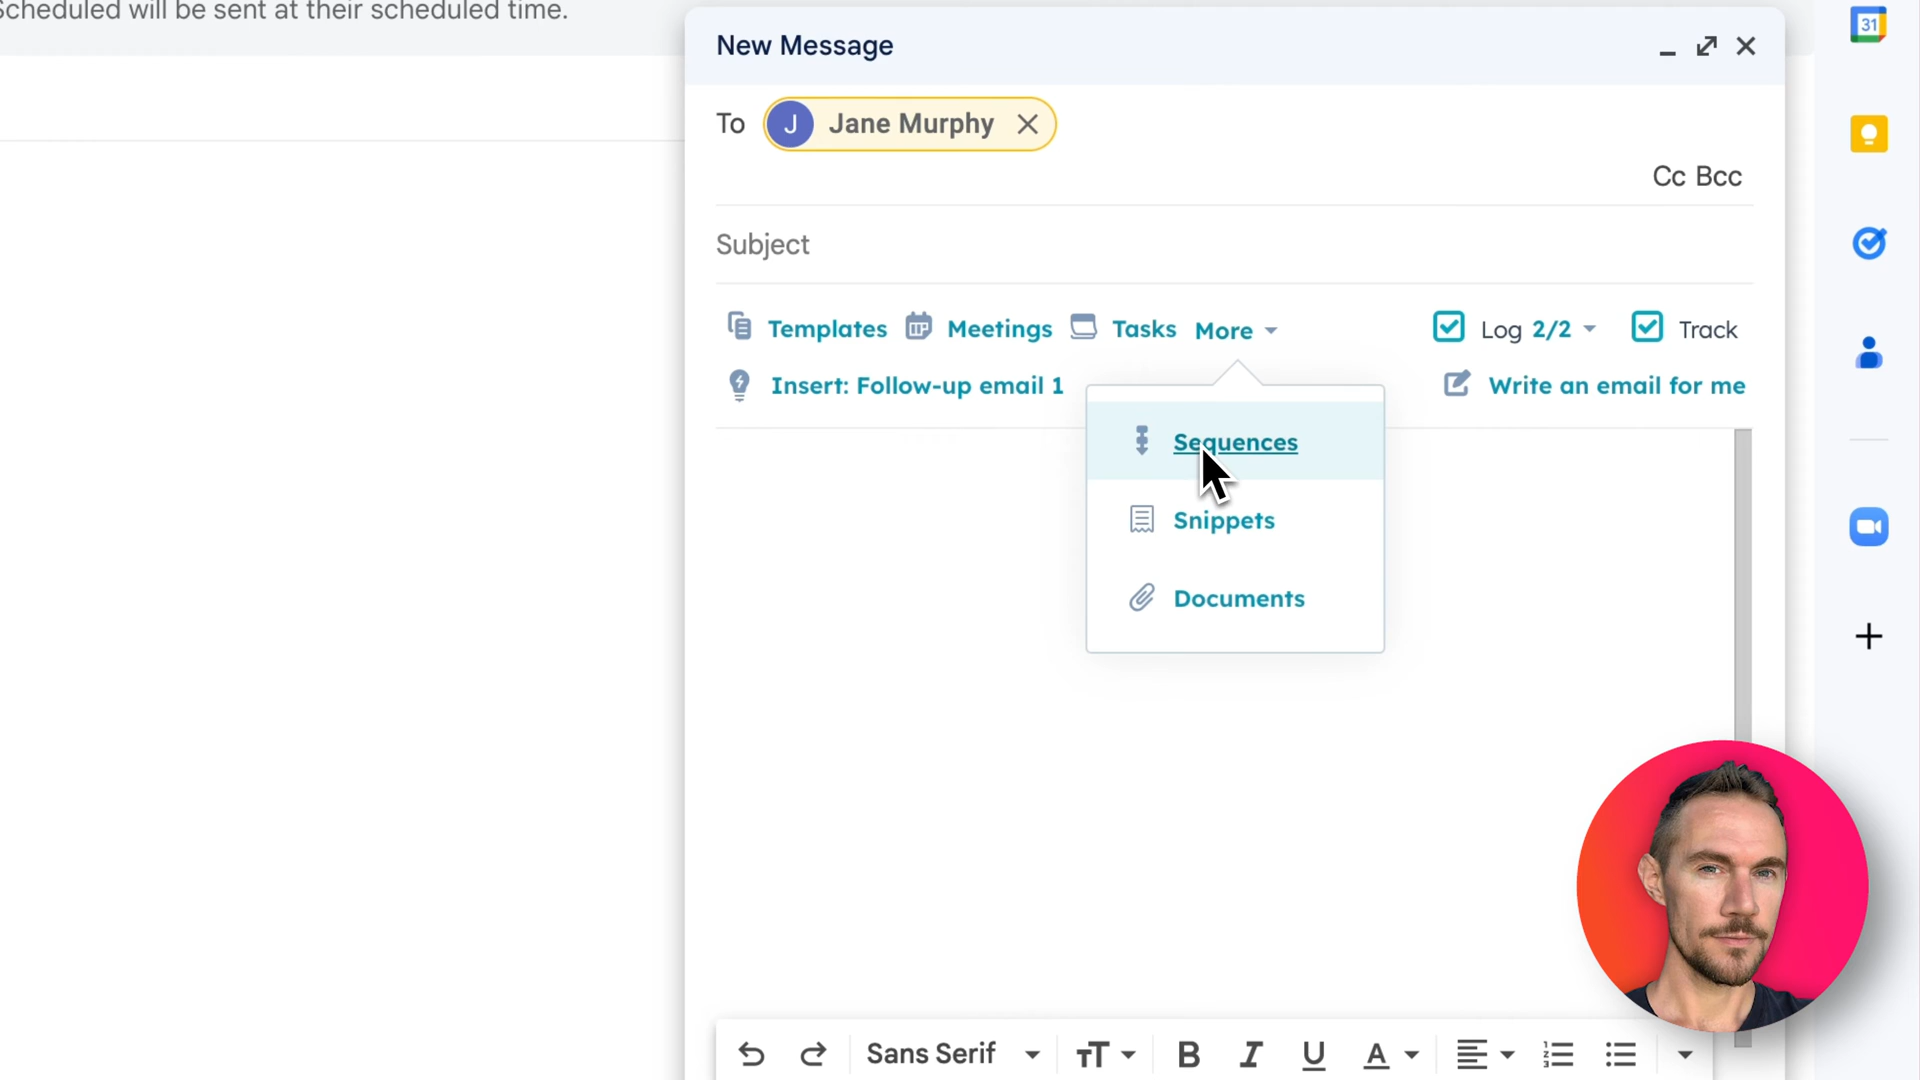 Scheduled will be sent at their scheduled time.
New Message
To J Jane Murphy
Cc Bcc
Subject
Templates Meetings Tasks More Log 2/2 Track
Insert: Follow-up email 1 Write an email for me
Sequences
Snippets
Documents
Sans Serif
31